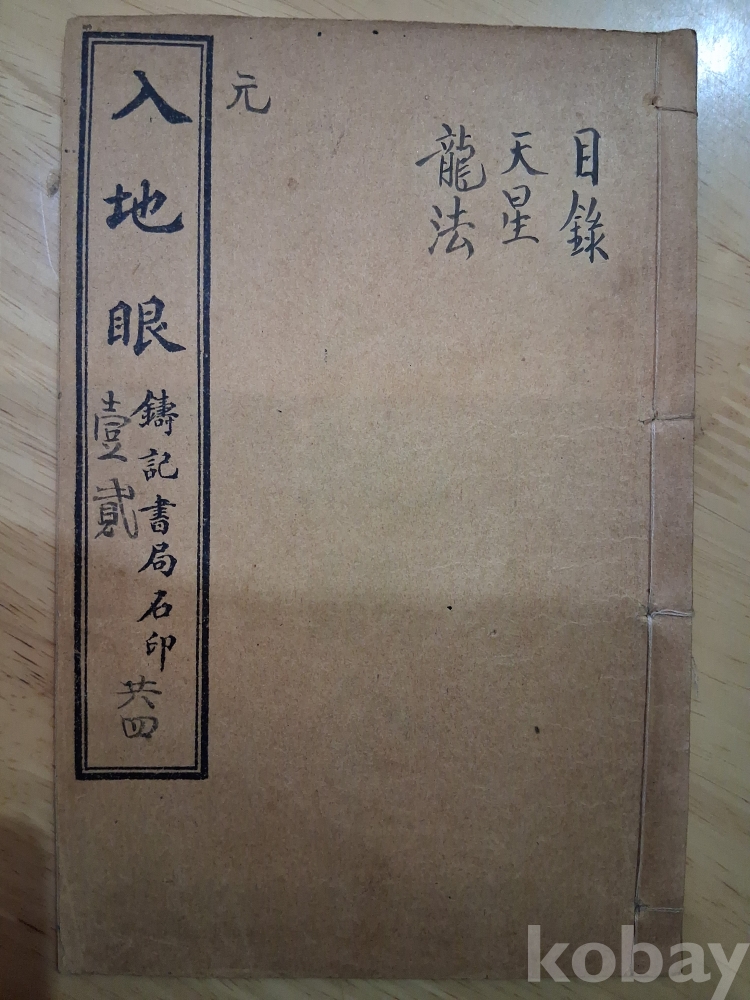 目錄
天星
龍法
元
入地眼
鑄記書局石印
壹貳
共四
kobay